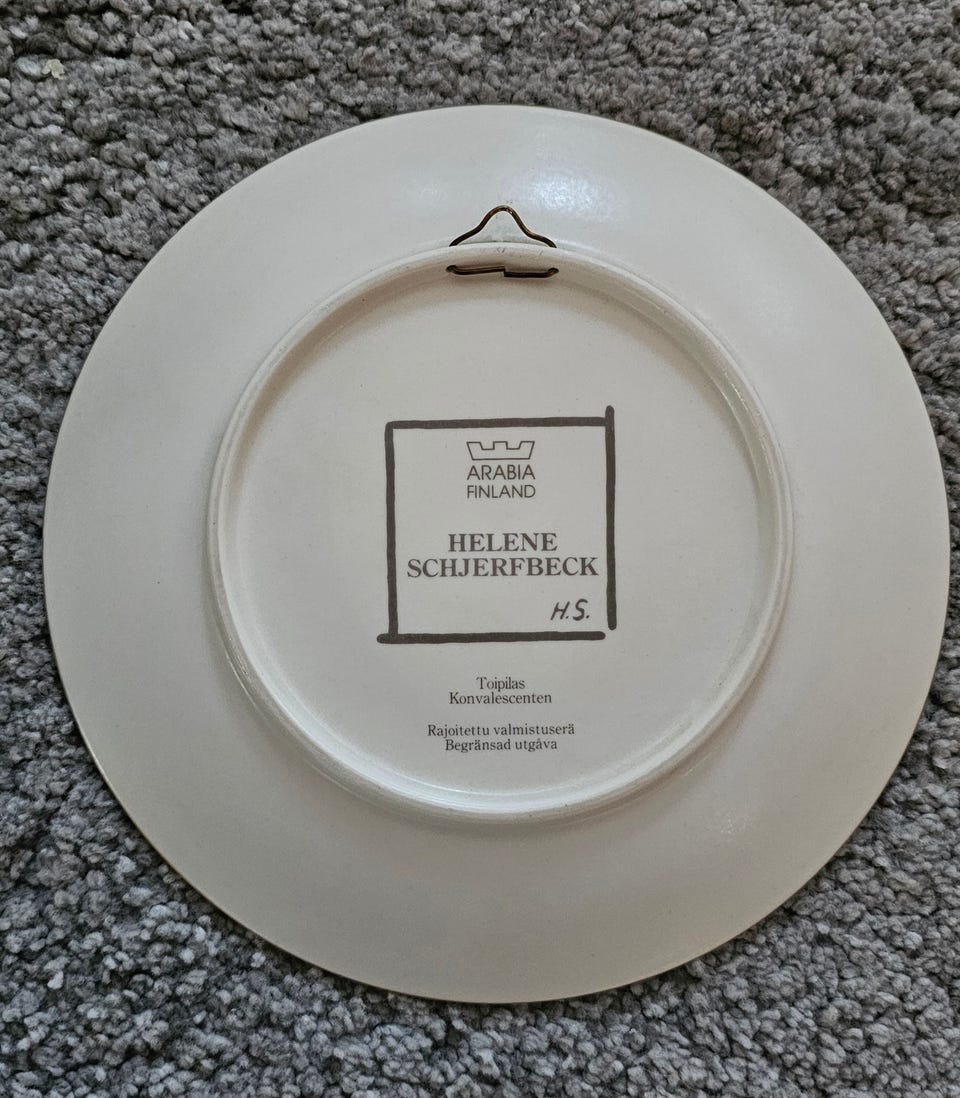 ARABIA
FINLAND
HELENE
SCHJERFBECK
H.S.
Toipilas
Konvalescenten
Rajoitettu valmistuserä
Begränsad utgåva